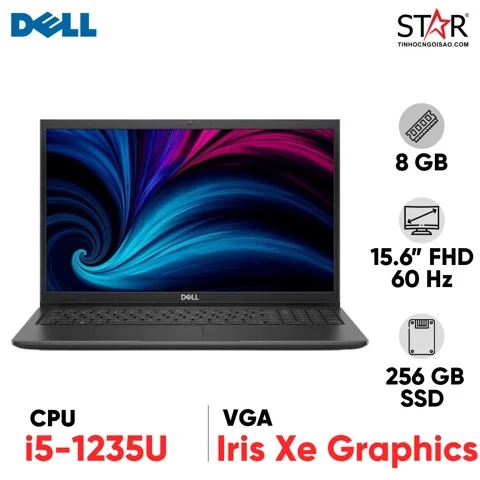 DELL
STAR
TINHOCNGOISAO.COM
8 GB
15.6” FHD
60 Hz
DELL
256 GB
SSD
CPU
i5-1235U
VGA
Iris Xe Graphics